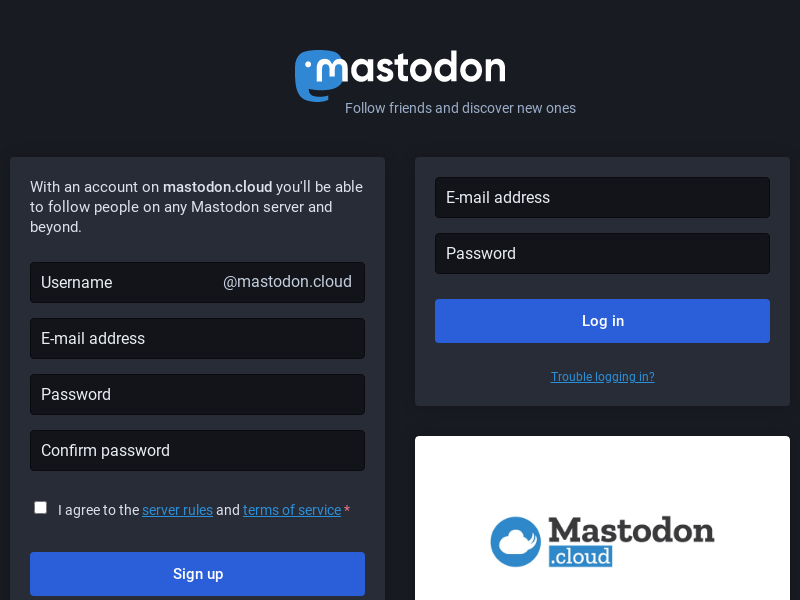 mastodon
Follow friends and discover new ones
With an account on mastodon.cloud you'll be able
to follow people on any Mastodon server and
beyond.
Username @mastodon.cloud
E-mail address
Password
Confirm password
I agree to the server rules and terms of service *
Sign up
E-mail address
Password
Log in
Trouble logging in?
Mastodon
.cloud